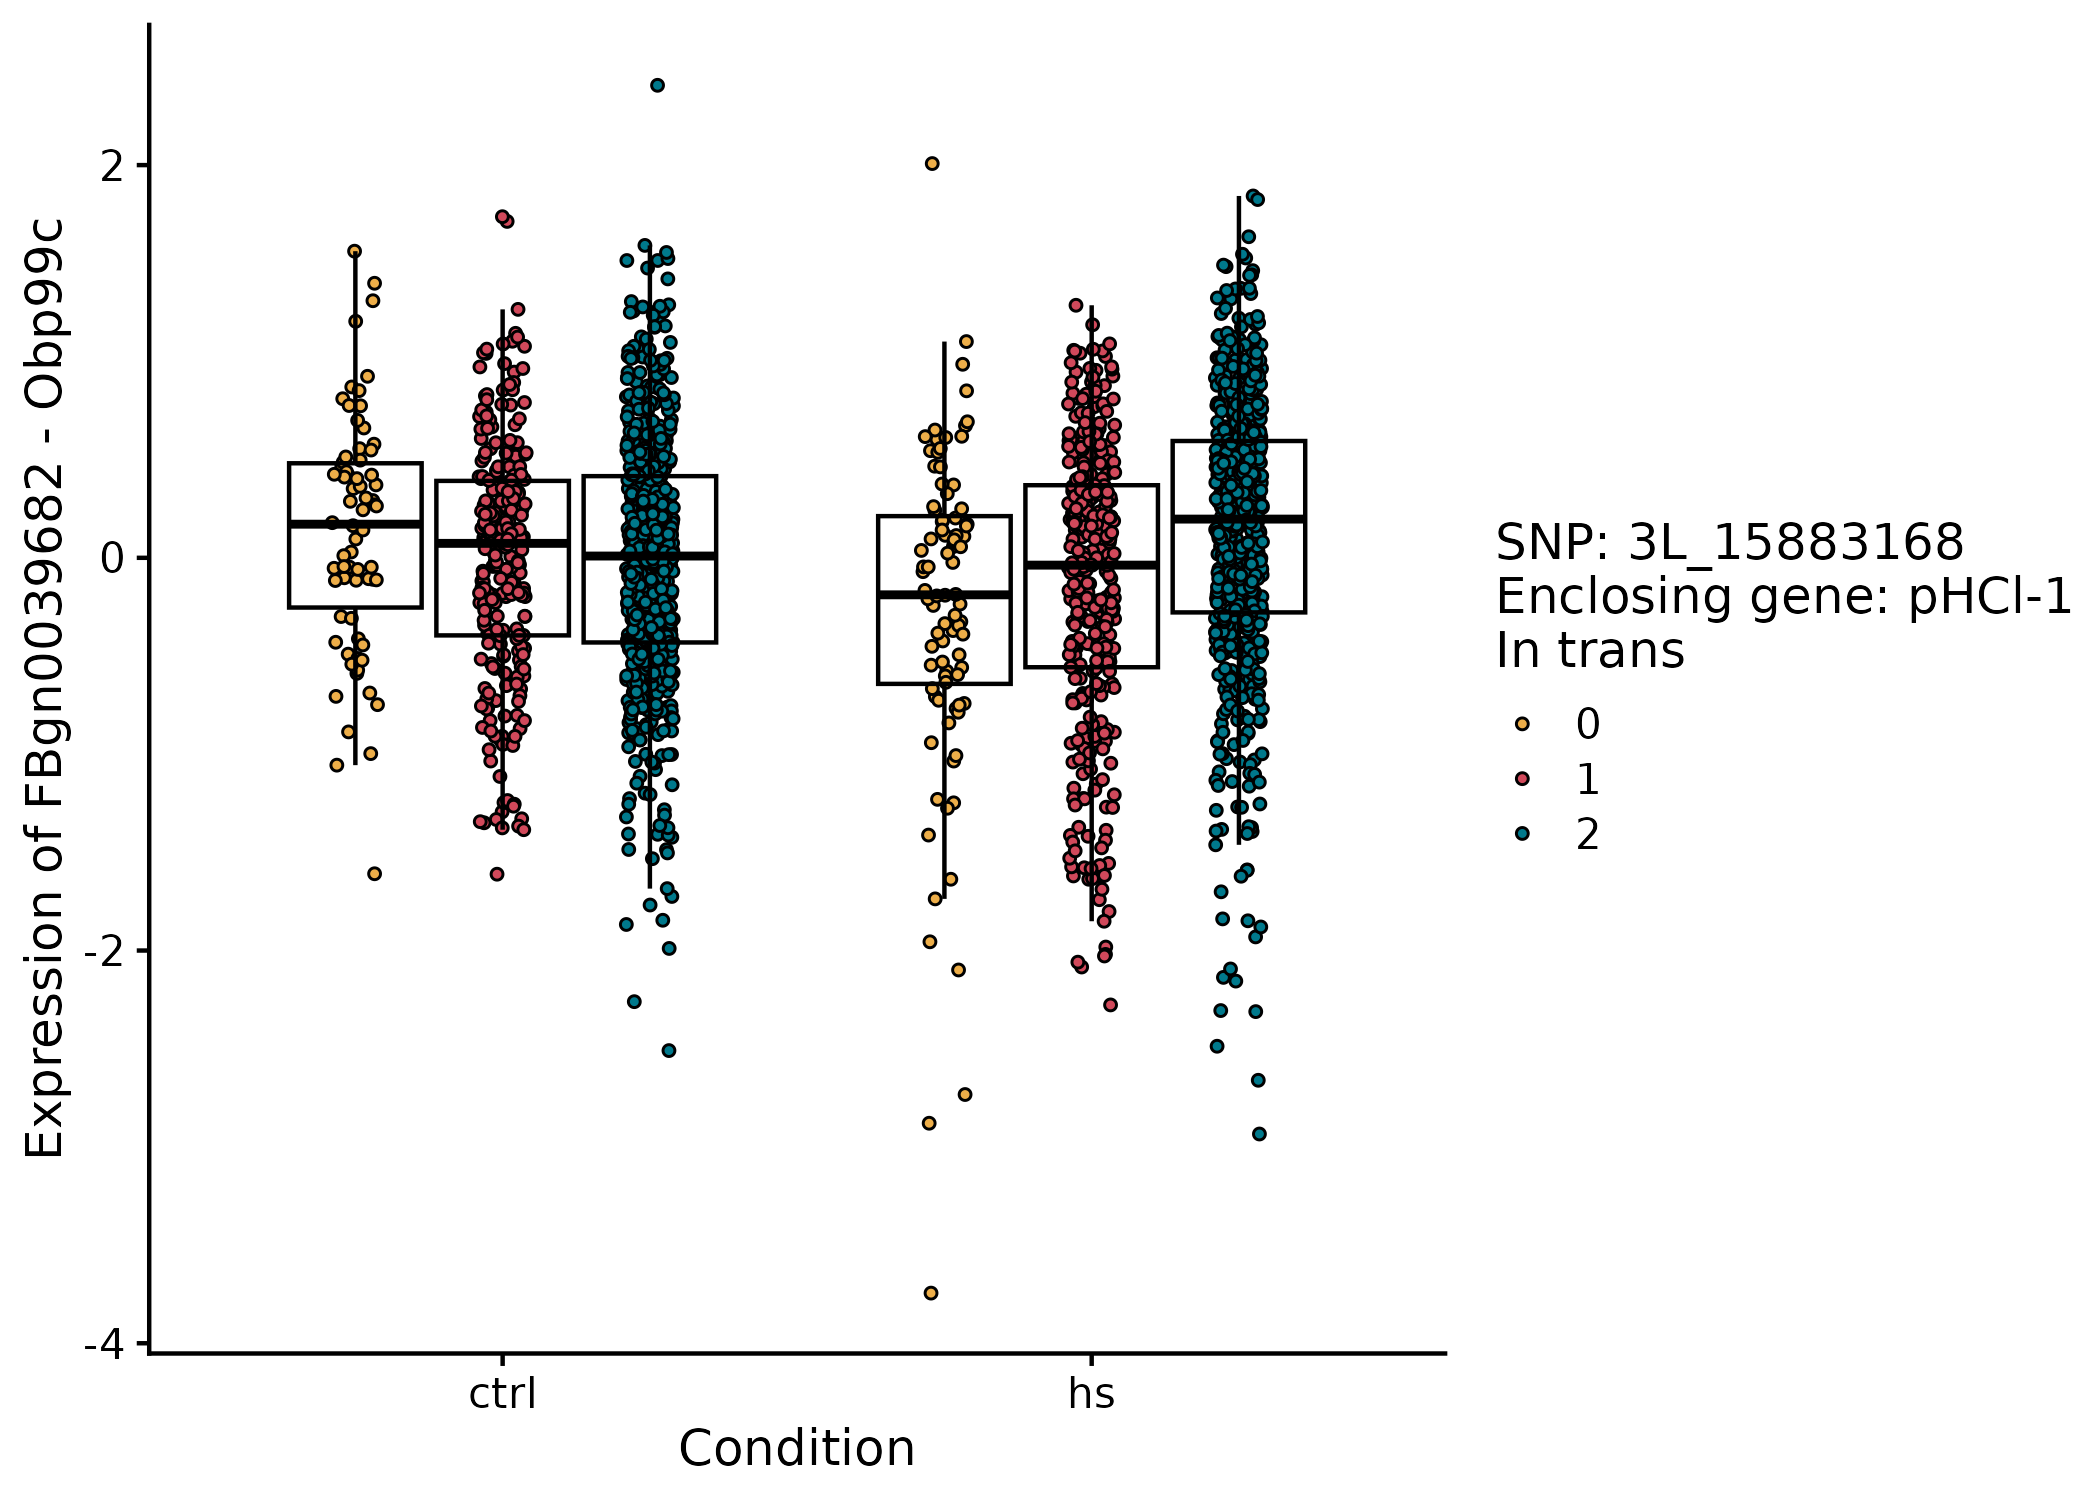 Expression of FBgn0039682 - Obp99c
2
0
-2
-4
ctrl
hs
Condition
SNP: 3L_15883168
Enclosing gene: pHCl-1
In trans
0
1
2